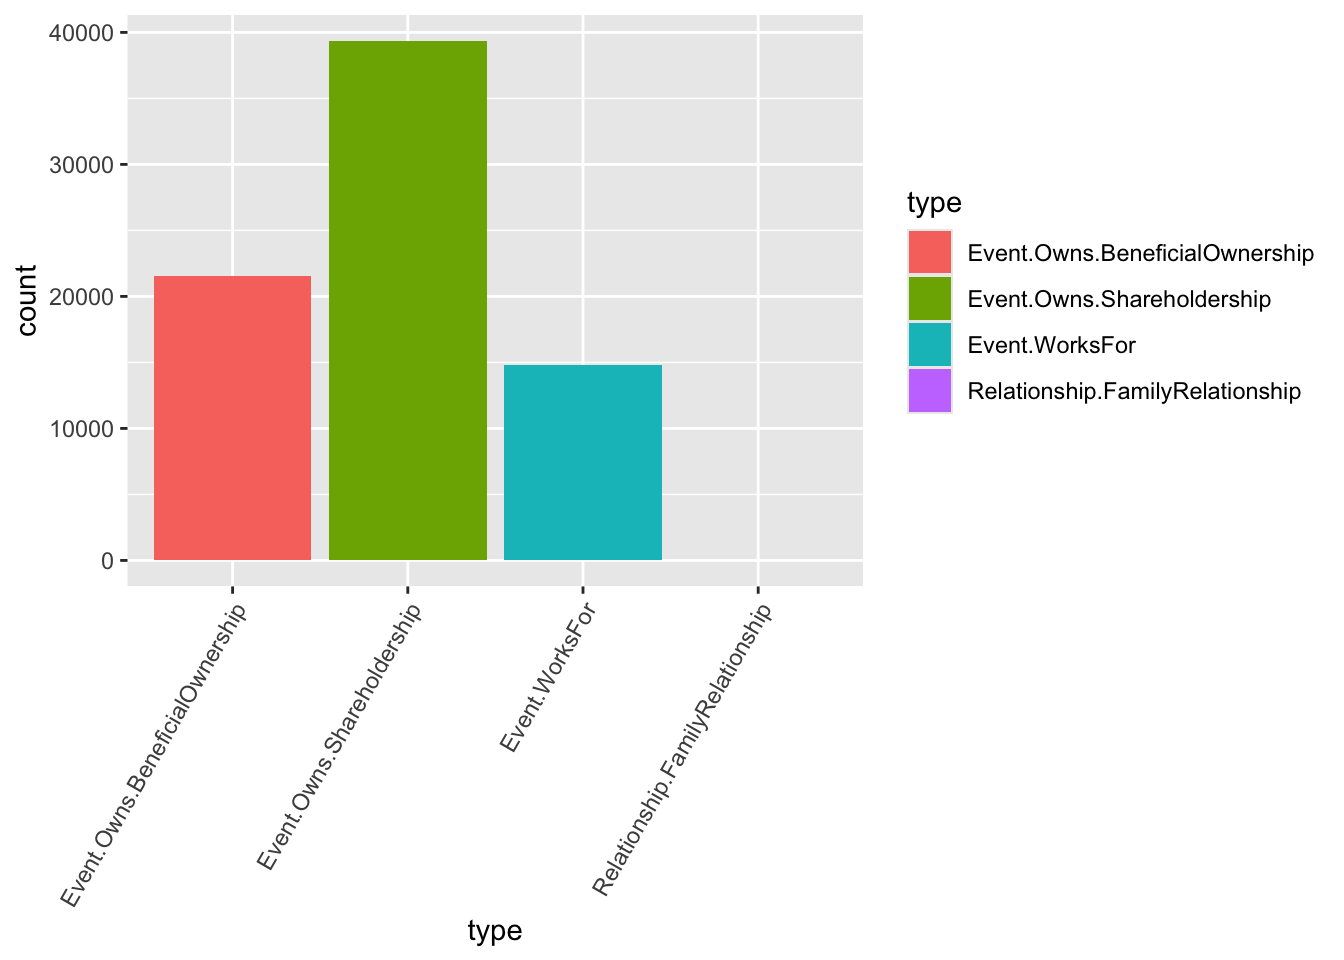 40000
30000
20000
10000
0
count
Event.Owns.BeneficialOwnership
Event.Owns.Shareholdership
Event.WorksFor
Relationship.FamilyRelationship
type
type
Event.Owns.BeneficialOwnership
Event.Owns.Shareholdership
Event.WorksFor
Relationship.FamilyRelationship